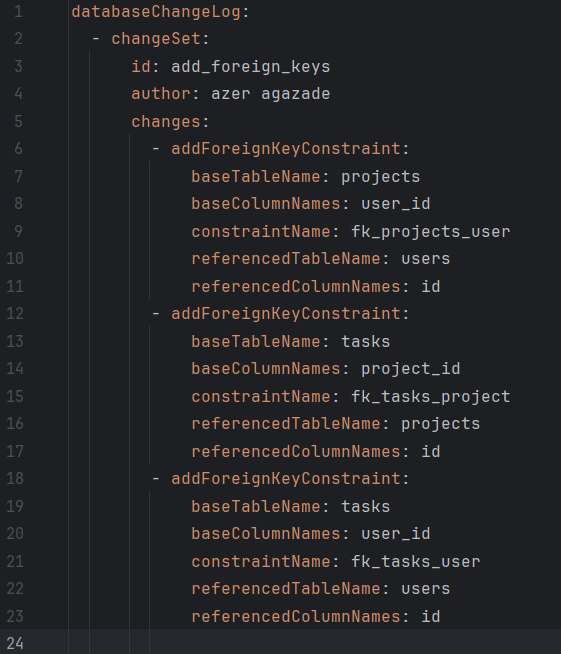 1 databaseChangeLog:
2 - changeSet:
3 id: add_foreign_keys
4 author: azer agazade
5 changes:
6 - addForeignKeyConstraint:
7 baseTableName: projects
8 baseColumnNames: user_id
9 constraintName: fk_projects_user
10 referencedTableName: users
11 referencedColumnNames: id
12 - addForeignKeyConstraint:
13 baseTableName: tasks
14 baseColumnNames: project_id
15 constraintName: fk_tasks_project
16 referencedTableName: projects
17 referencedColumnNames: id
18 - addForeignKeyConstraint:
19 baseTableName: tasks
20 baseColumnNames: user_id
21 constraintName: fk_tasks_user
22 referencedTableName: users
23 referencedColumnNames: id
24